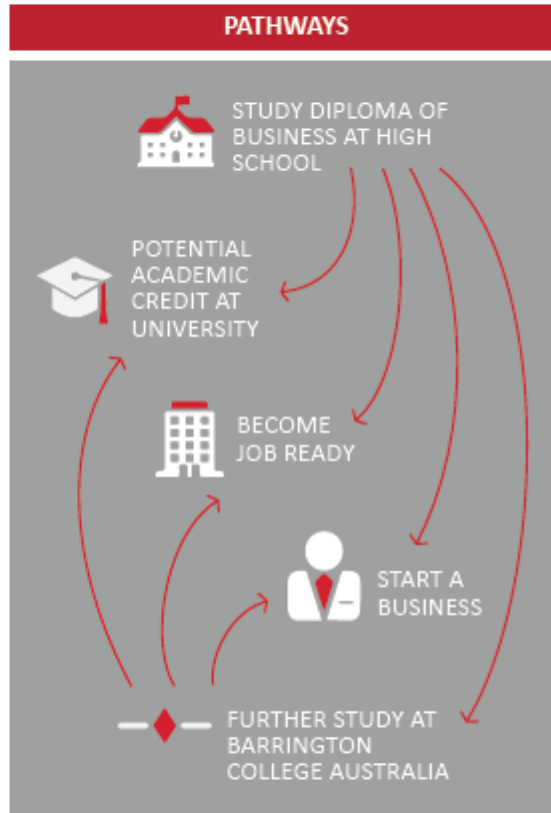 PATHWAYS
STUDY DIPLOMA OF
BUSINESS AT HIGH
SCHOOL
POTENTIAL
ACADEMIC
CREDIT AT
UNIVERSITY
BECOME
JOB READY
START A
BUSINESS
FURTHER STUDY AT
BARRINGTON
COLLEGE AUSTRALIA